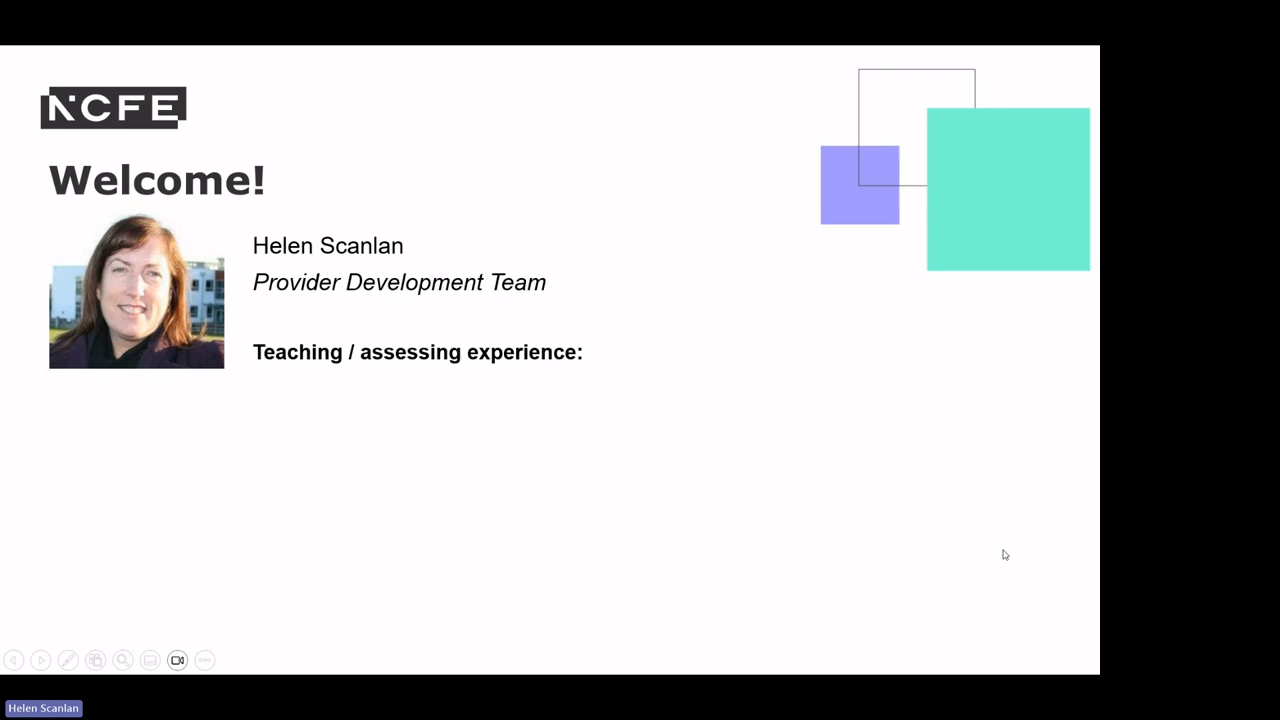 NCFE
Welcome!
Helen Scanlan
Provider Development Team
Teaching / assessing experience:
Helen Scanlan